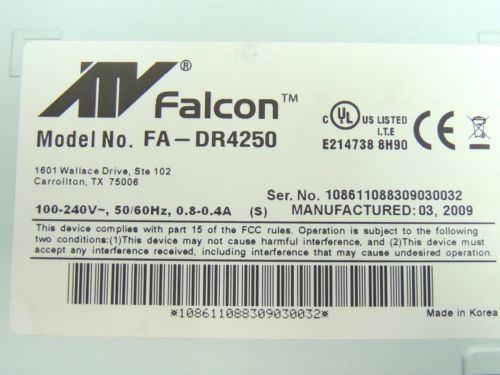 ATV®
Falcon™
Model No. FA-DR4250
C UL US LISTED
I.T.E
E214738 8H90
CE
1601 Wallace Drive, Ste 102
Carrollton, TX 75006
Ser. No. 108611088309030032
100-240V~, 50/60Hz, 0.8-0.4A (S) MANUFACTURED: 03, 2009
This device complies with part 15 of the FCC rules. Operation is subject to the following
two conditions:(1)This device may not cause harmful interference, and (2)This device must
accept any interference received, including interference that may cause undesired operation.
*108611088309030032*
Made in Korea